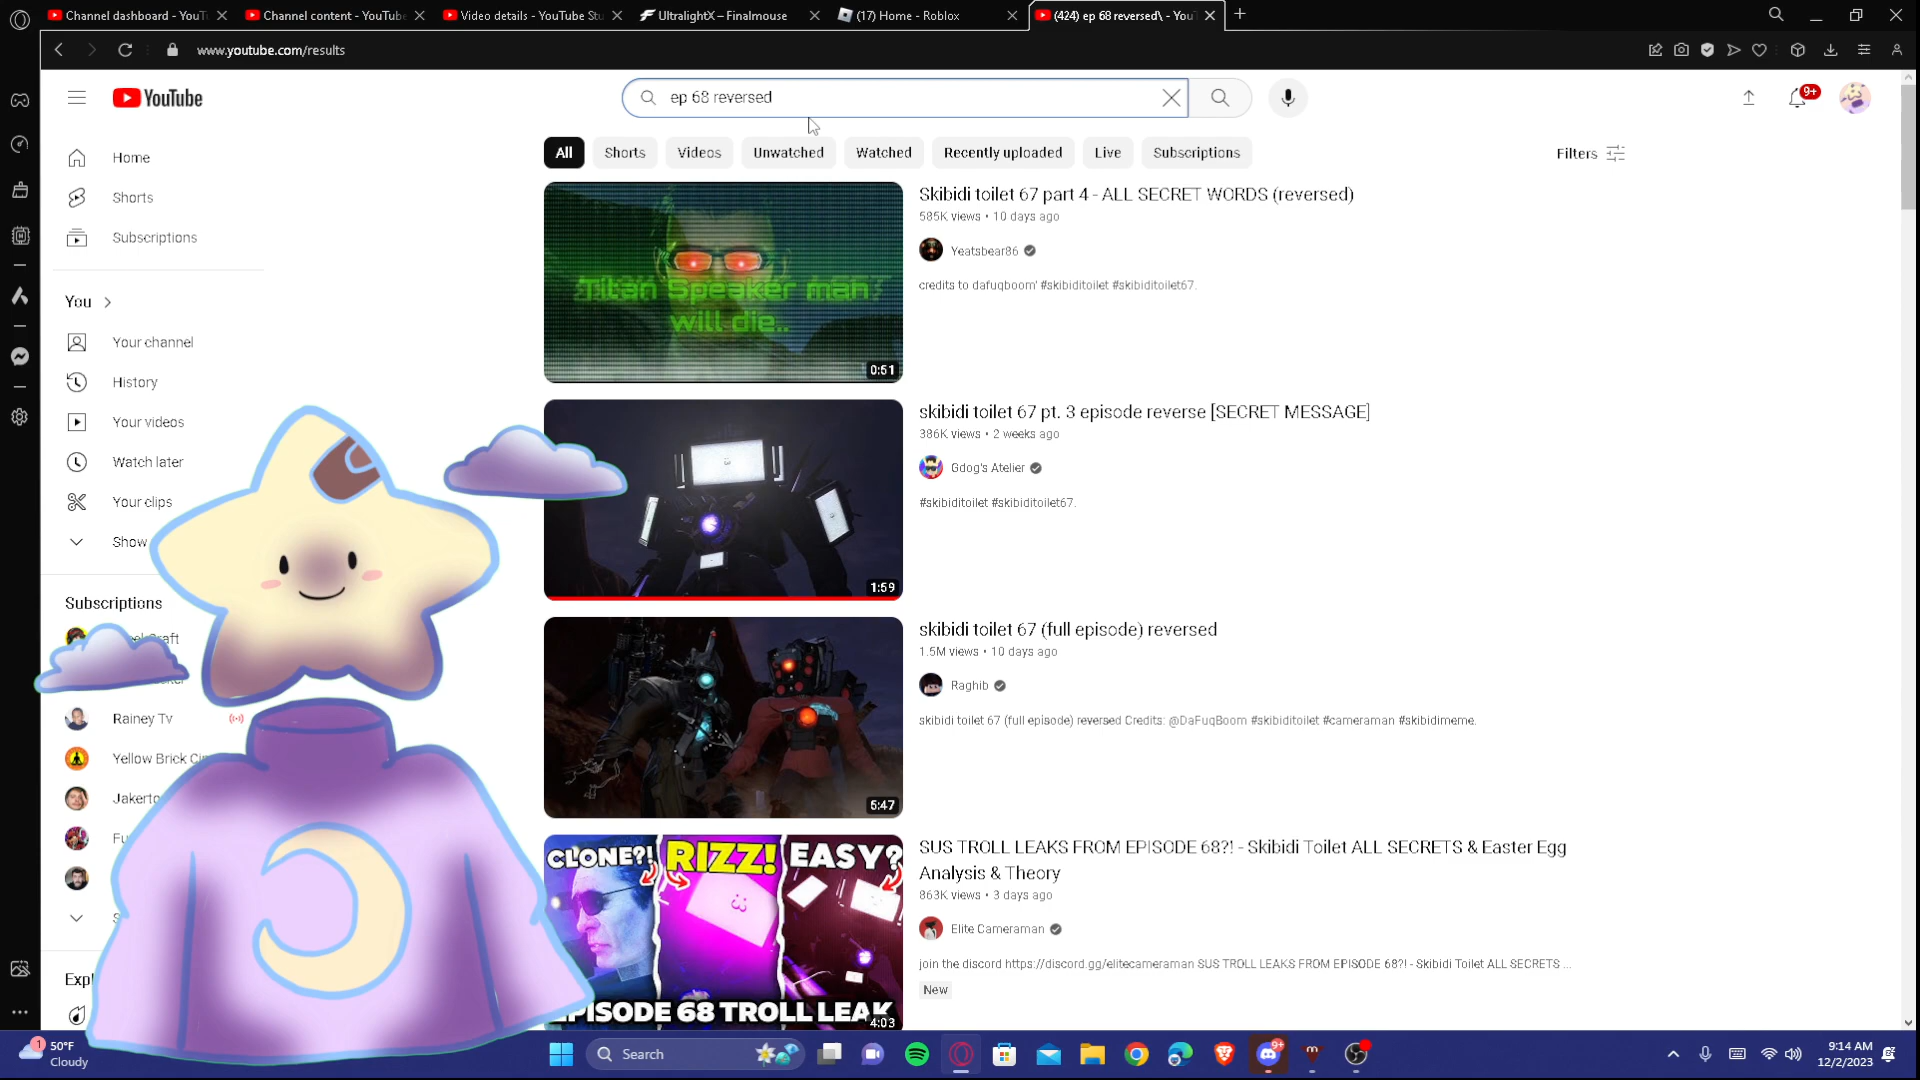 Channel dashboard - YouT
Channel content - YouTube
Video details - YouTube Stu
UltralightX – Finalmouse
(17) Home - Roblox
(424) ep 68 reversed\ - YouT
www.youtube.com/results
YouTube
ep 68 reversed
9+
All
Shorts
Videos
Unwatched
Watched
Recently uploaded
Live
Subscriptions
Filters
Home
Shorts
Subscriptions
You
Your channel
History
Your videos
Watch later
Your clips
Show
Subscriptions
Rainey Tv
Yellow Brick Cin
Jakerto
Fu
S
Expl
Titan Speaker man
will die..
0:51
Skibidi toilet 67 part 4 - ALL SECRET WORDS (reversed)
585K views • 10 days ago
Yeatsbear86
credits to dafuqboom' #skibiditoilet #skibiditoilet67.
1:59
skibidi toilet 67 pt. 3 episode reverse [SECRET MESSAGE]
386K views • 2 weeks ago
Gdog's Atelier
#skibiditoilet #skibiditoilet67.
5:47
skibidi toilet 67 (full episode) reversed
1.5M views • 10 days ago
Raghib
skibidi toilet 67 (full episode) reversed Credits: @DaFuqBoom #skibiditoilet #cameraman #skibidimeme.
CLONE?!
RIZZ!
EASY?
PISODE 68 TROLL LEAK
4:03
SUS TROLL LEAKS FROM EPISODE 68?! - Skibidi Toilet ALL SECRETS & Easter Egg
Analysis & Theory
863K views • 3 days ago
Elite Cameraman
join the discord https://discord.gg/elitecameraman SUS TROLL LEAKS FROM EPISODE 68?! - Skibidi Toilet ALL SECRETS ...
New
1
50°F
Cloudy
Search
9+
9:14 AM
12/2/2023